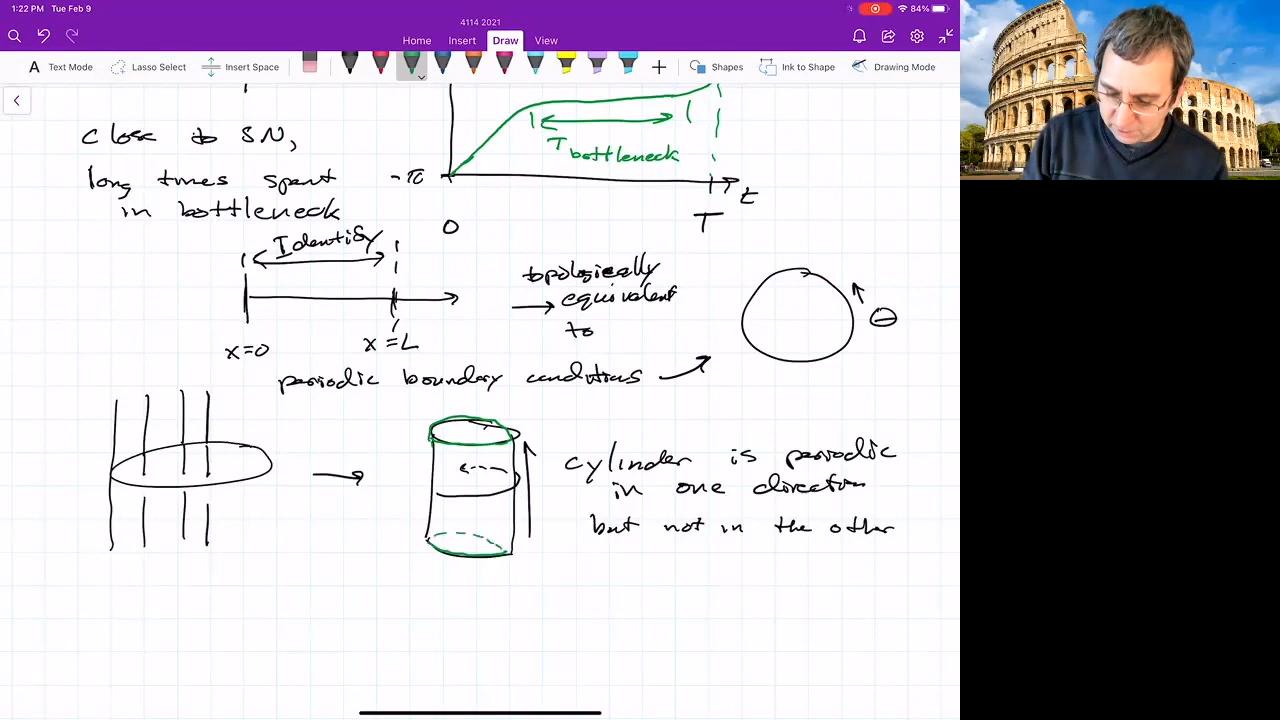 1:22 PM Tue Feb 9
84%
4114 2021
Home Insert Draw View
Text Mode Lasso Select Insert Space Shapes Ink to Shape Drawing Mode
close to SN,
long times spent
in bottleneck
T bottleneck
-π
t
0
T
Identify
x=0
x=L
topologically
equivalent
to
θ
periodic boundary conditions
cylinder is periodic
in one direction
but not in the other